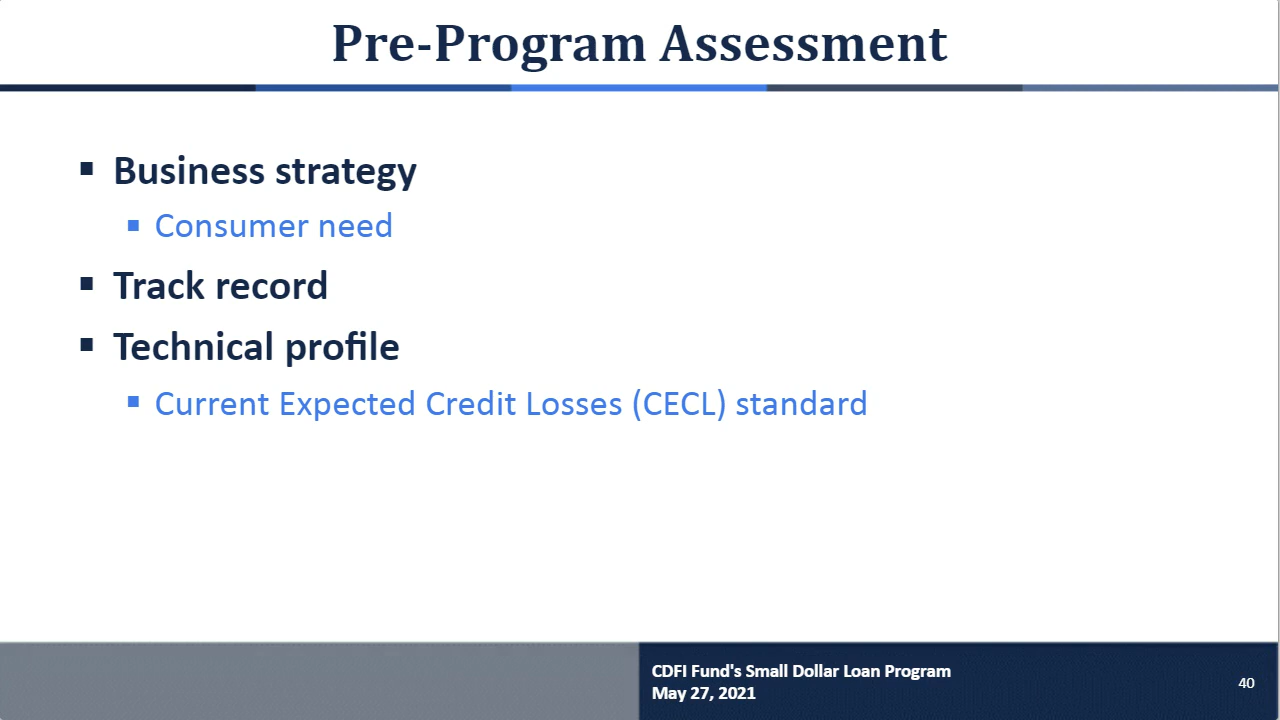 Pre-Program Assessment
Business strategy
Consumer need
Track record
Technical profile
Current Expected Credit Losses (CECL) standard
CDFI Fund's Small Dollar Loan Program
May 27, 2021
40